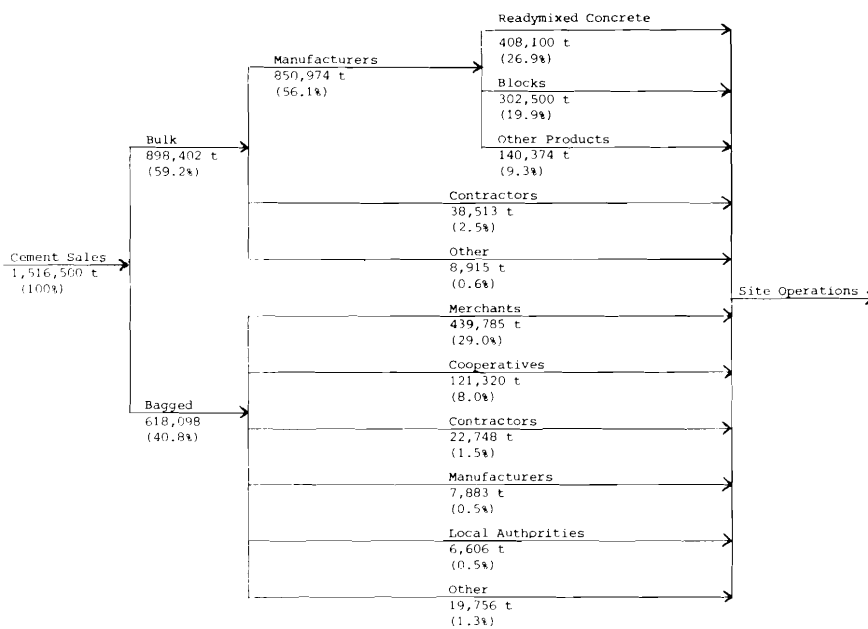 Cement Sales
1,516,500 t
(100%)
Bulk
898,402 t
(59.2%)
Manufacturers
850,974 t
(56.1%)
Readymixed Concrete
408,100 t
(26.9%)
Blocks
302,500 t
(19.9%)
Other Products
140,374 t
(9.3%)
Contractors
38,513 t
(2.5%)
Other
8,915 t
(0.6%)
Bagged
618,098
(40.8%)
Merchants
439,785 t
(29.0%)
Cooperatives
121,320 t
(8.0%)
Contractors
22,748 t
(1.5%)
Manufacturers
7,883 t
(0.5%)
Local Authorities
6,606 t
(0.5%)
Other
19,756 t
(1.3%)
Site Operations